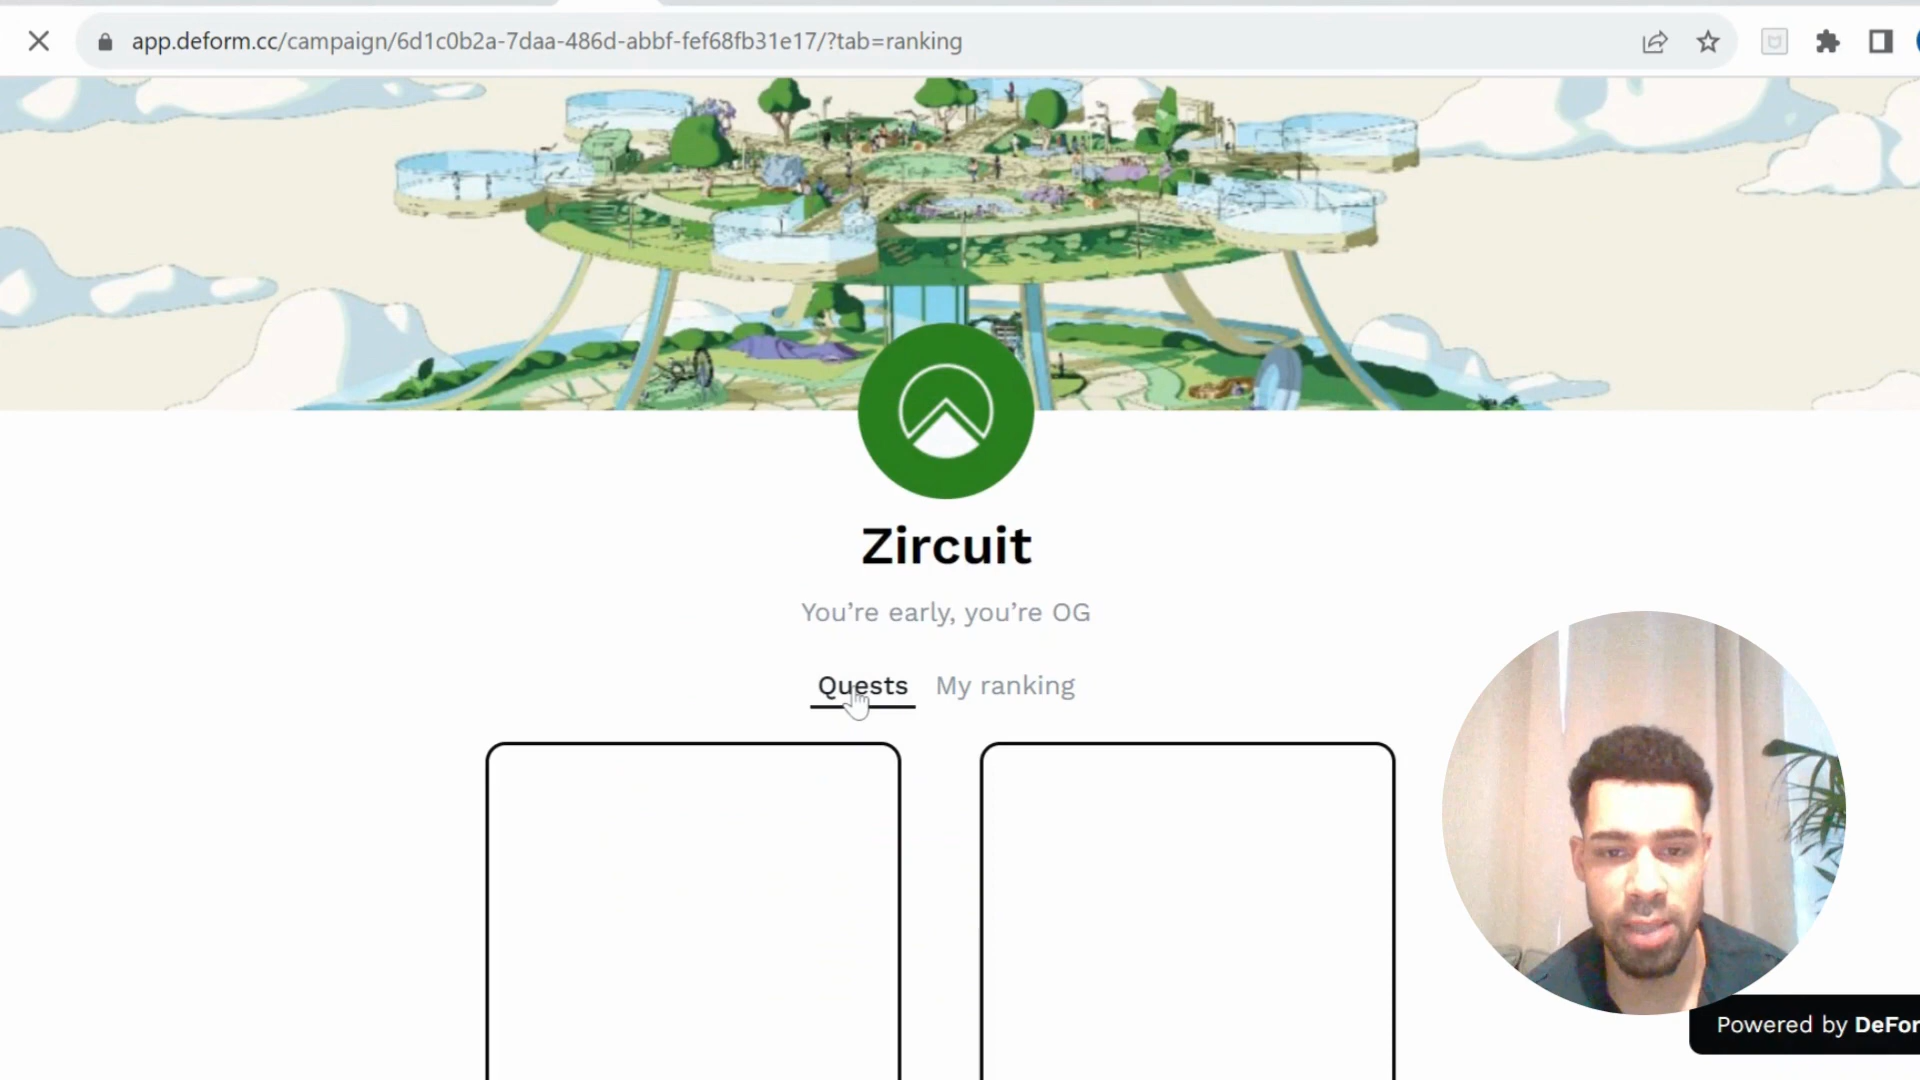 app.deform.cc/campaign/6d1c0b2a-7daa-486d-abbf-fef68fb31e17/?tab=ranking
Zircuit
You’re early, you’re OG
Quests My ranking
Powered by DeFor